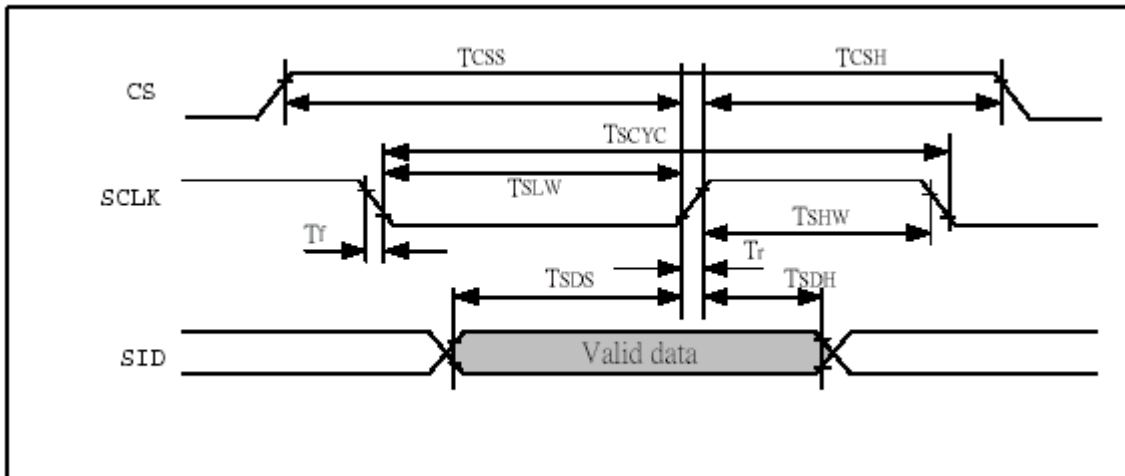 TCSS
TCSH
CS
TSCYC
TSLW
SCLK
TSHW
Tf
Tr
TSDS
TSDH
SID
Valid data